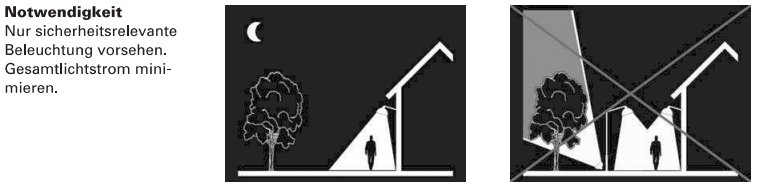 Notwendigkeit
Nur sicherheitsrelevante
Beleuchtung vorsehen.
Gesamtlichtstrom mini-
mieren.